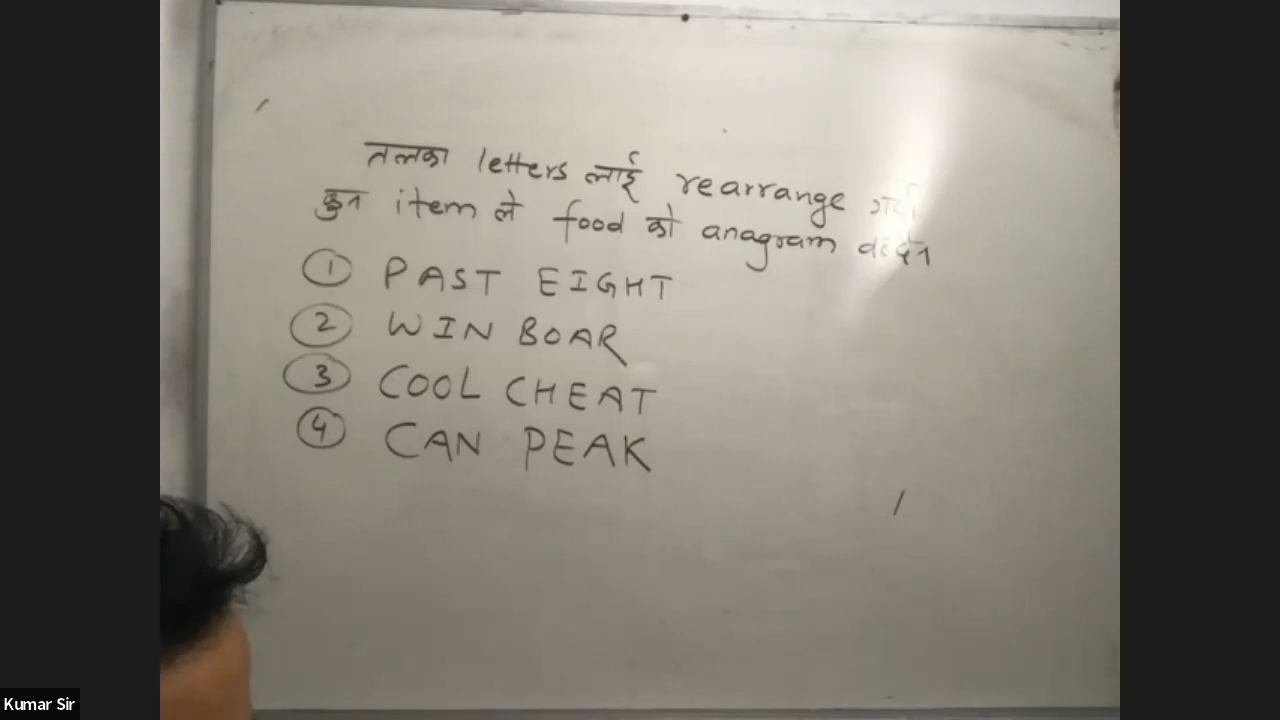 तलका letters लाई rearrange
कुन item ले food को anagram
① PAST EIGHT
② WIN BOAR
③ COOL CHEAT
④ CAN PEAK
Kumar Sir